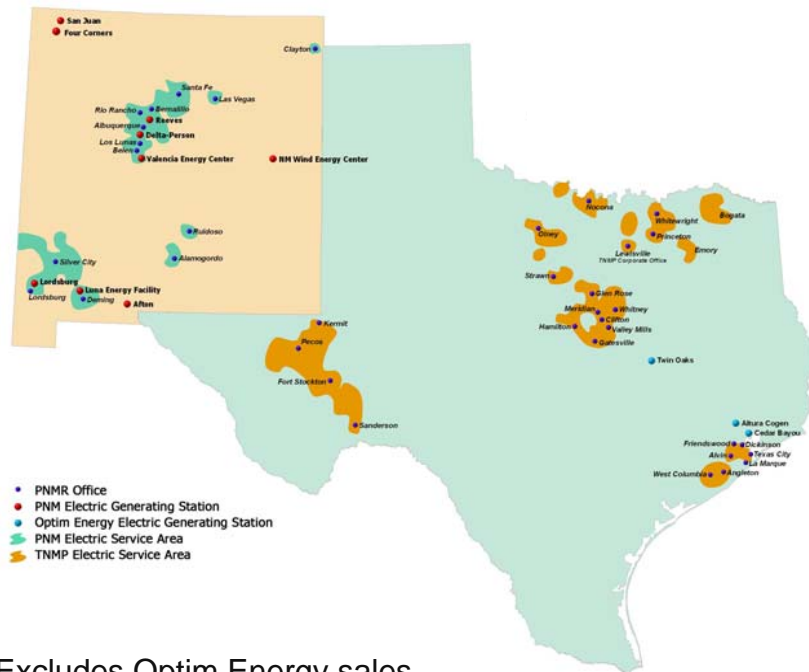 San Juan
Four Corners
Clayton
Santa Fe
Las Vegas
Rio Rancho
Bernalillo
Reeves
Albuquerque
Delta-Person
Los Lunas
Belen
Valencia Energy Center
NM Wind Energy Center
Ruidoso
Alamogordo
Silver City
Lordsburg
Lordsburg
Luna Energy Facility
Deming
Afton
Nocona
Whitewright
Bogata
Olney
Princeton
Lewisville
TNMP Corporate Office
Emory
Strawn
Glen Rose
Meridian
Whitney
Clifton
Hamilton
Valley Mills
Gatesville
Kermit
Pecos
Fort Stockton
Sanderson
Twin Oaks
Altura Cogen
Cedar Bayou
Friendswood
Dickinson
Alvin
Texas City
La Marque
West Columbia
Angleton
PNMR Office
PNM Electric Generating Station
Optim Energy Electric Generating Station
PNM Electric Service Area
TNMP Electric Service Area
Excludes Optim Energy sales